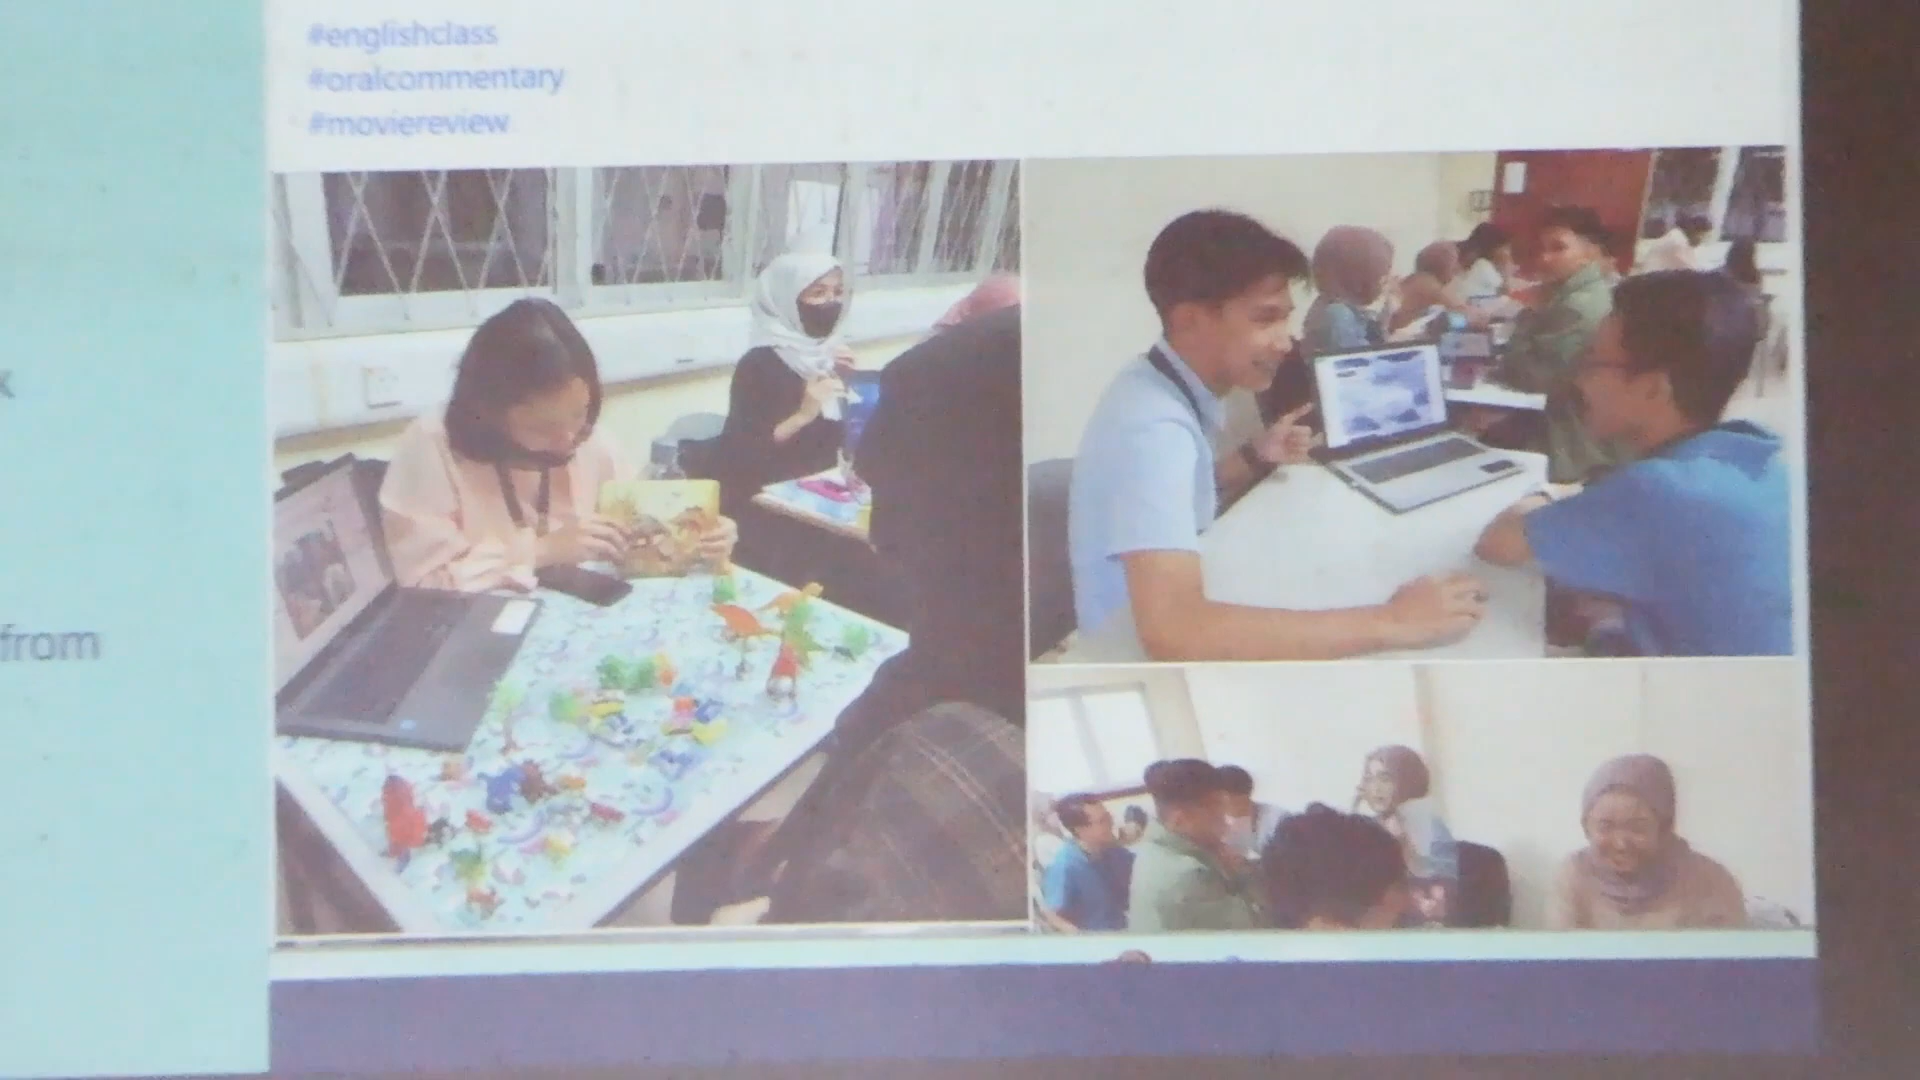 #englishclass
#oralcommentary
#moviereview
from